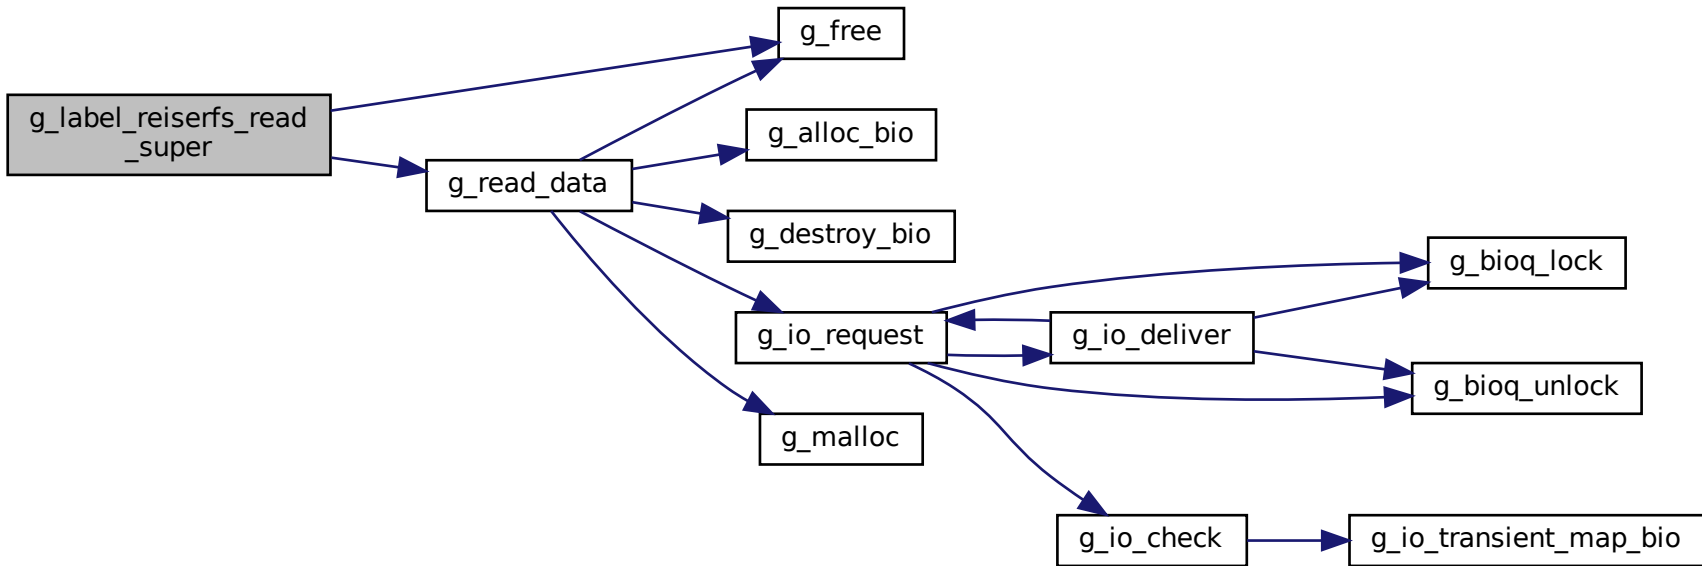 g_free
g_label_reiserfs_read
_super
g_alloc_bio
g_read_data
g_destroy_bio
g_bioq_lock
g_io_request
g_io_deliver
g_bioq_unlock
g_malloc
g_io_check
g_io_transient_map_bio